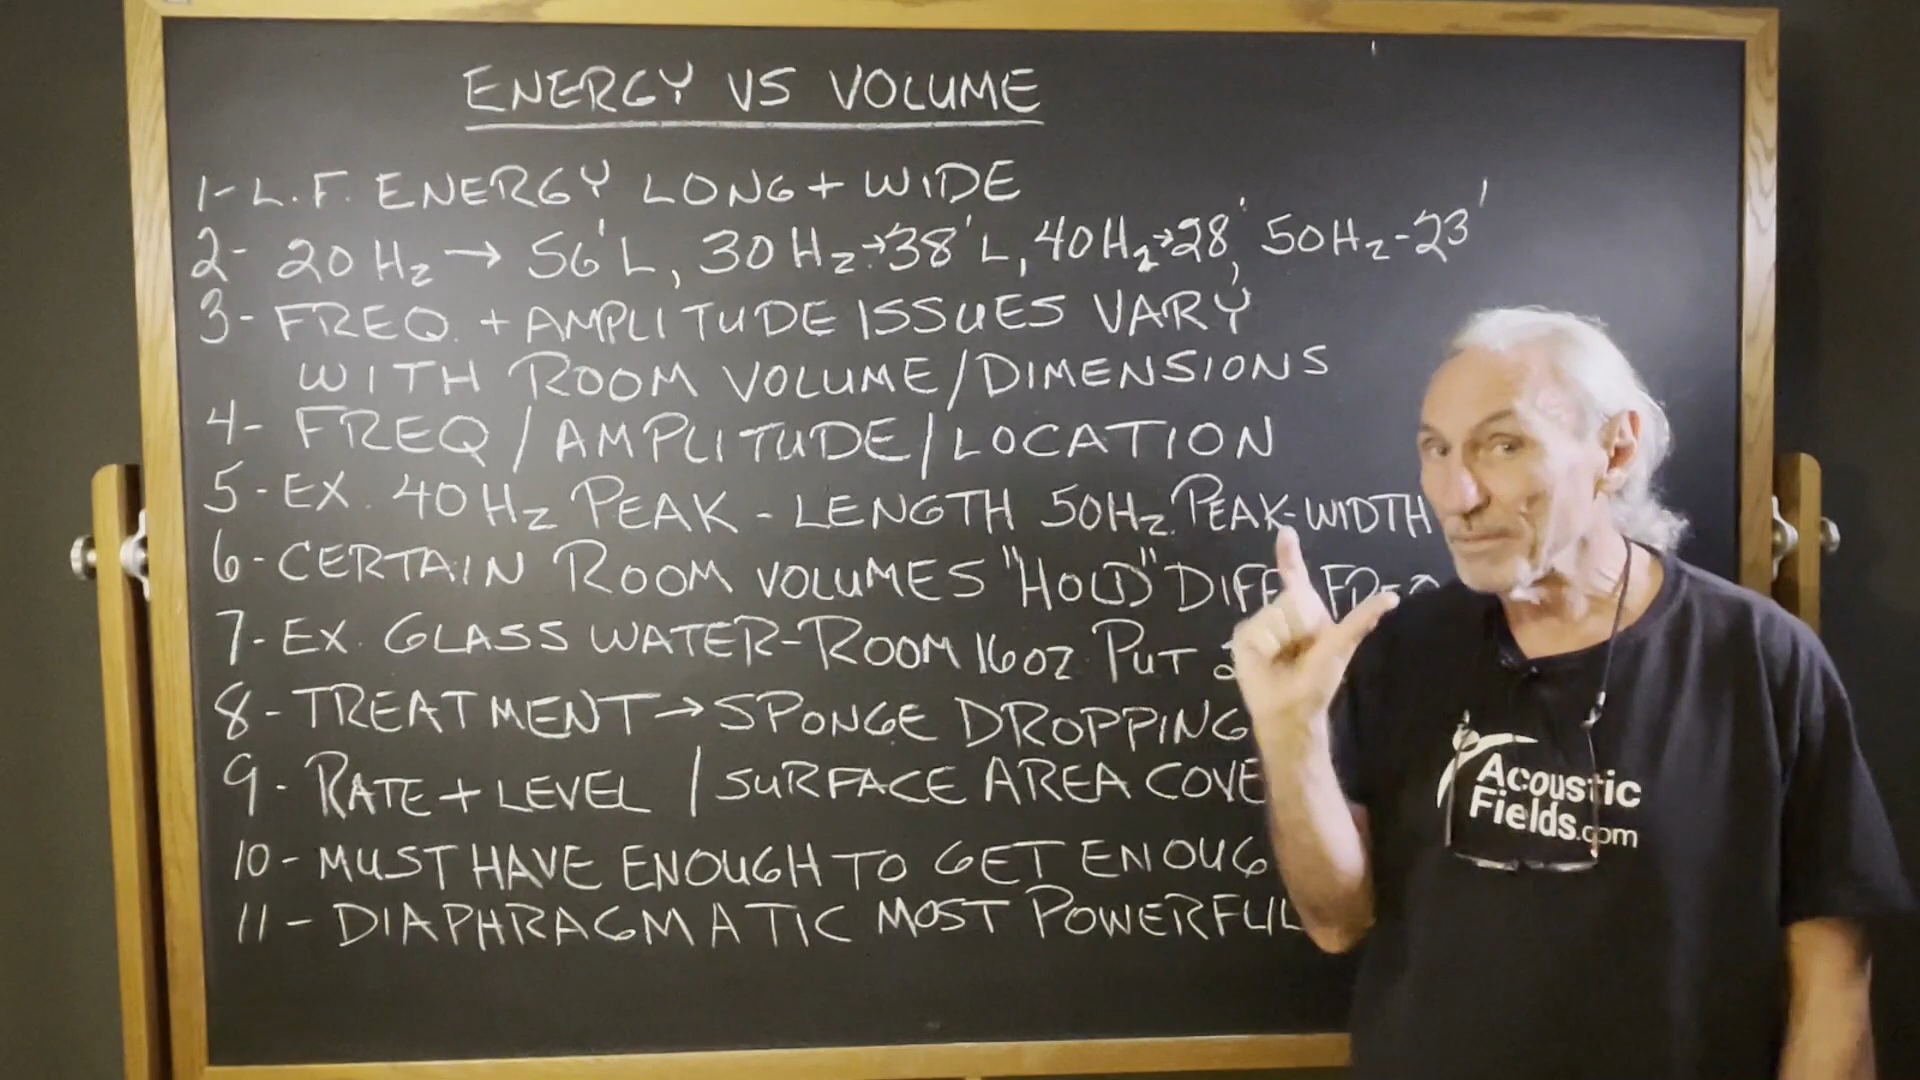 ENERGY VS VOLUME
1- L.F. ENERGY LONG + WIDE
2- 20 Hz → 56' L, 30 Hz → 38' L, 40 Hz → 28', 50 Hz - 23'
3- FREQ. + AMPLITUDE ISSUES VARY
WITH ROOM VOLUME/DIMENSIONS
4- FREQ / AMPLITUDE / LOCATION
5- EX. 40 Hz PEAK - LENGTH 50Hz PEAK-WIDTH
6- CERTAIN ROOM VOLUMES "HOLD" DIFF
7- EX. GLASS WATER-ROOM 16 OZ PUT
8- TREATMENT → SPONGE DROPPING
9- RATE + LEVEL / SURFACE AREA
10- MUST HAVE ENOUGH TO GET
11- DIAPHRAGMATIC MOST
Acoustic
Fields.com